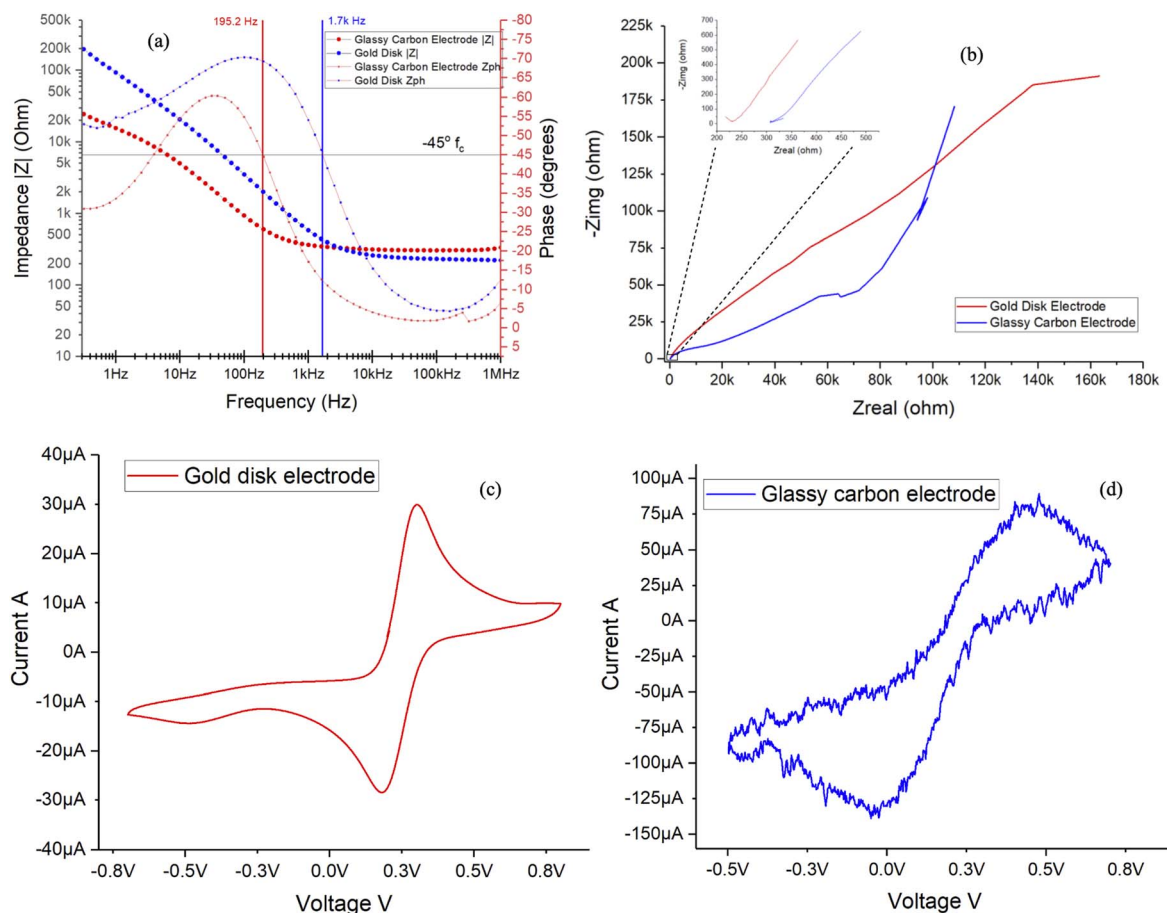 195.2 Hz
1.7k Hz
(a)
Glassy Carbon Electrode |Z|
Gold Disk |Z|
Glassy Carbon Electrode Zph
Gold Disk Zph
-45° fc
Impedance |Z| (Ohm)
500k
200k
100k
50k
20k
10k
5k
2k
1k
500
200
100
50
20
10
Phase (degrees)
-80
-75
-70
-65
-60
-55
-50
-45
-40
-35
-30
-25
-20
-15
-10
-5
0
5
1Hz
10Hz
100Hz
1kHz
10kHz
100kHz
1MHz
Frequency (Hz)
(b)
-Zimg (ohm)
225k
200k
175k
150k
125k
100k
75k
50k
25k
0
0
20k
40k
60k
80k
100k
120k
140k
160k
180k
Zreal (ohm)
Gold Disk Electrode
Glassy Carbon Electrode
-Zimg (ohm)
700
600
500
400
300
200
100
0
200
250
300
350
400
450
500
Zreal (ohm)
(c)
Gold disk electrode
Current A
40µA
30µA
20µA
10µA
0A
-10µA
-20µA
-30µA
-40µA
-0.8V
-0.5V
-0.3V
0.0V
0.3V
0.5V
0.8V
Voltage V
(d)
Glassy carbon electrode
Current A
100µA
75µA
50µA
25µA
0A
-25µA
-50µA
-75µA
-100µA
-125µA
-150µA
-0.5V
-0.3V
0.0V
0.3V
0.5V
0.8V
Voltage V